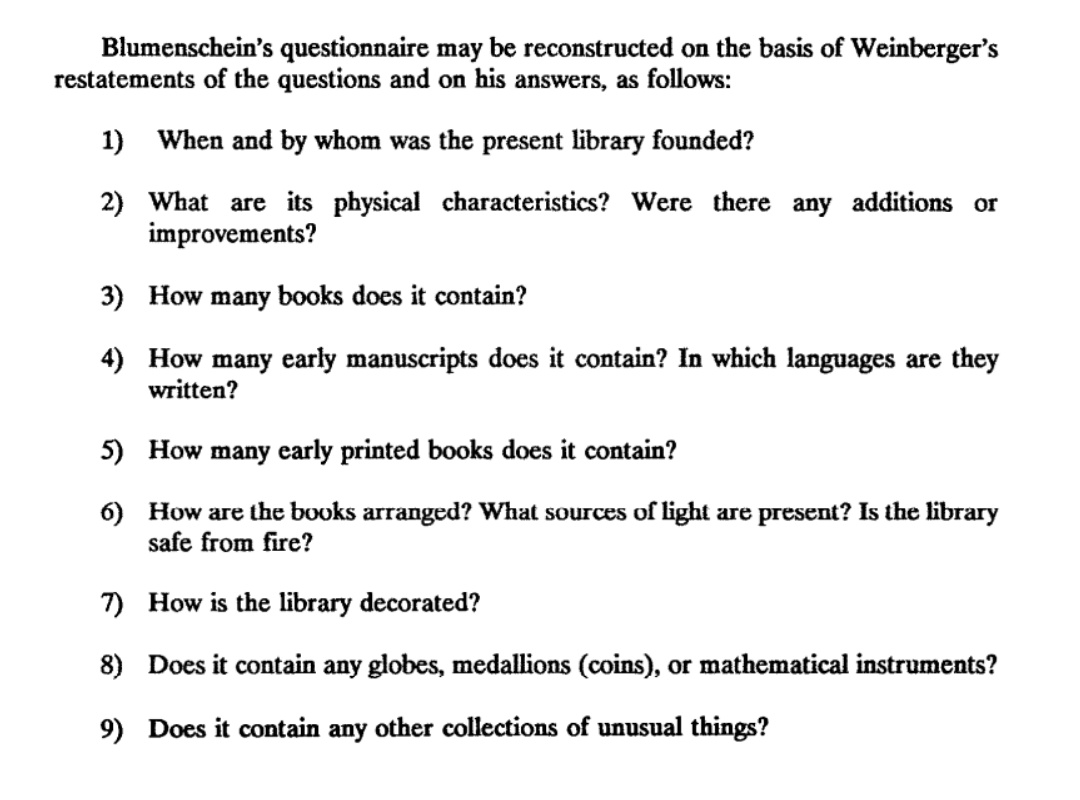 Blumenschein's questionnaire may be reconstructed on the basis of Weinberger's
restatements of the questions and on his answers, as follows:
1) When and by whom was the present library founded?
2) What are its physical characteristics? Were there any additions or
improvements?
3) How many books does it contain?
4) How many early manuscripts does it contain? In which languages are they
written?
5) How many early printed books does it contain?
6) How are the books arranged? What sources of light are present? Is the library
safe from fire?
7) How is the library decorated?
8) Does it contain any globes, medallions (coins), or mathematical instruments?
9) Does it contain any other collections of unusual things?